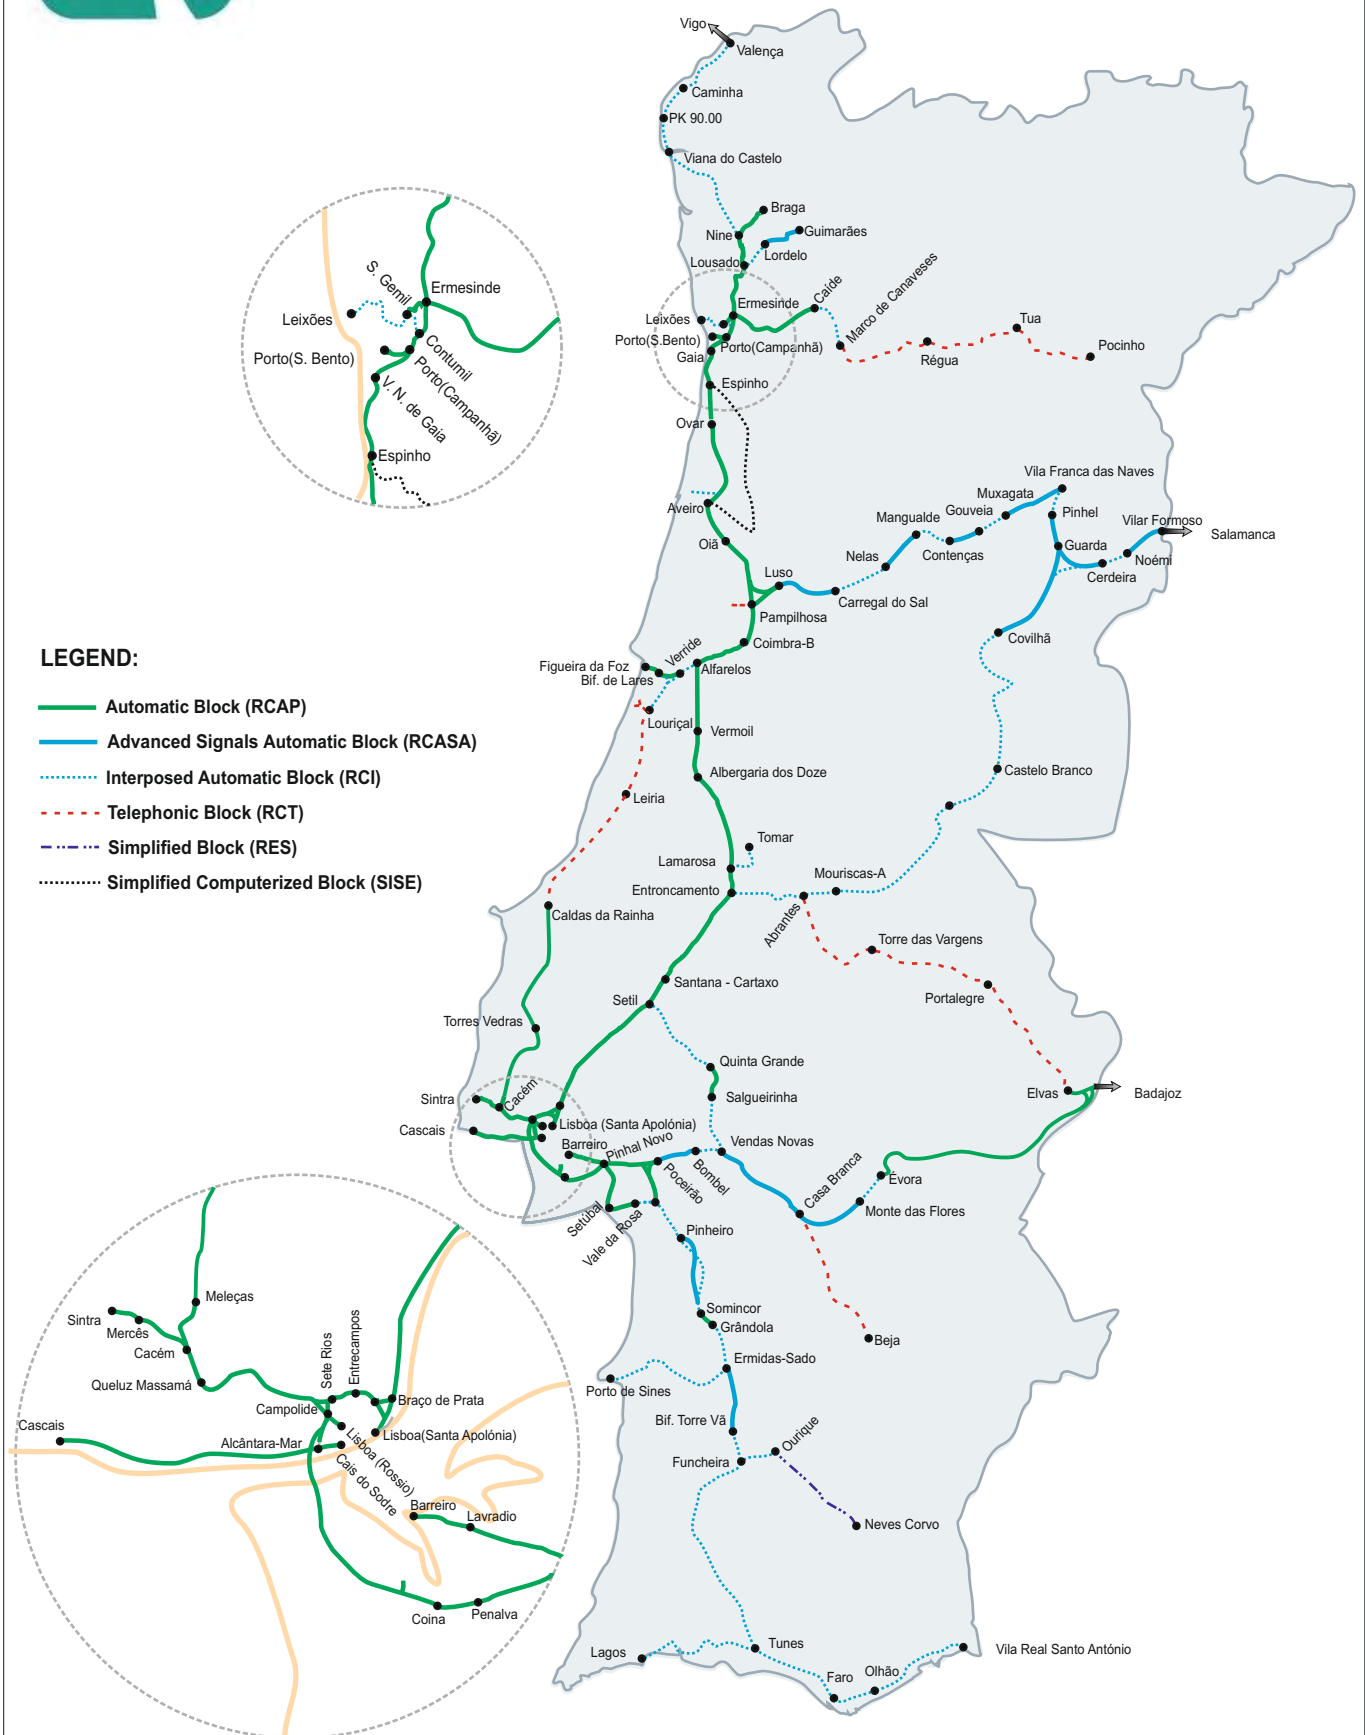 Vigo
Valença
Caminha
PK 90.00
Viana do Castelo
Braga
Nine
Guimarães
Lordelo
Lousado
Ermesinde
Caíde
Marco de Canaveses
Leixões
Porto(S.Bento)
Porto(Campanhã)
Gaia
Tua
Régua
Pocinho
Espinho
Ovar
S. Gemil
Ermesinde
Leixões
Contumil
Porto(S. Bento)
Porto(Campanhã)
V. N. de Gaia
Espinho
Aveiro
Oiã
Vila Franca das Naves
Muxagata
Gouveia
Mangualde
Pinhel
Vilar Formoso
Salamanca
Contenças
Guarda
Noémi
Cerdeira
Nelas
Luso
Carregal do Sal
Pampilhosa
Coimbra-B
Covilhã
Verride
Figueira da Foz
Bif. de Lares
Alfarelos
Louriçal
Vermoil
Albergaria dos Doze
Castelo Branco
Leiria
LEGEND:
Automatic Block (RCAP)
Advanced Signals Automatic Block (RCASA)
Interposed Automatic Block (RCI)
Telephonic Block (RCT)
Simplified Block (RES)
Simplified Computerized Block (SISE)
Tomar
Lamarosa
Entroncamento
Mouriscas-A
Abrantes
Caldas da Rainha
Torre das Vargens
Portalegre
Santana - Cartaxo
Setil
Torres Vedras
Quinta Grande
Salgueirinha
Elvas
Badajoz
Sintra
Cacém
Cascais
Lisboa (Santa Apolónia)
Barreiro
Pinhal Novo
Vendas Novas
Bombel
Poceirão
Casa Branca
Évora
Monte das Flores
Setúbal
Vale da Rosa
Pinheiro
Somincor
Grândola
Beja
Ermidas-Sado
Porto de Sines
Bif. Torre Vã
Ourique
Funcheira
Neves Corvo
Meleças
Sintra
Mercês
Cacém
Queluz Massamá
Sete Rios
Entrecampos
Campolide
Braço de Prata
Cascais
Alcântara-Mar
Lisboa(Santa Apolónia)
Lisboa (Rossio)
Cais do Sodre
Barreiro
Lavradio
Coina
Penalva
Lagos
Tunes
Vila Real Santo António
Faro
Olhão